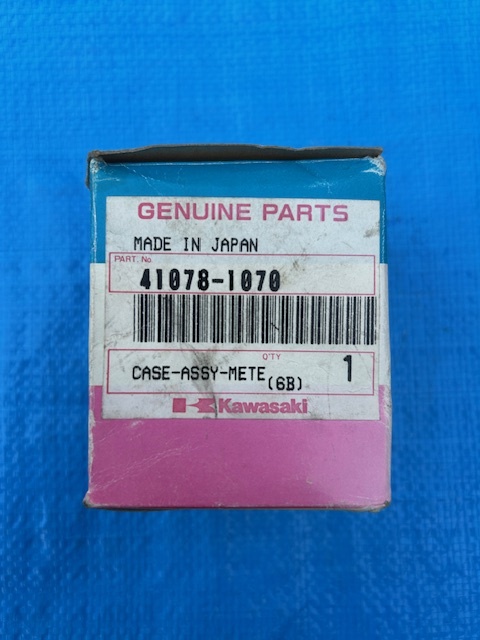 GENUINE PARTS
MADE IN JAPAN
PART. No
41078-1070
Q'TY
CASE-ASSY-METE (6B) 1
Kawasaki